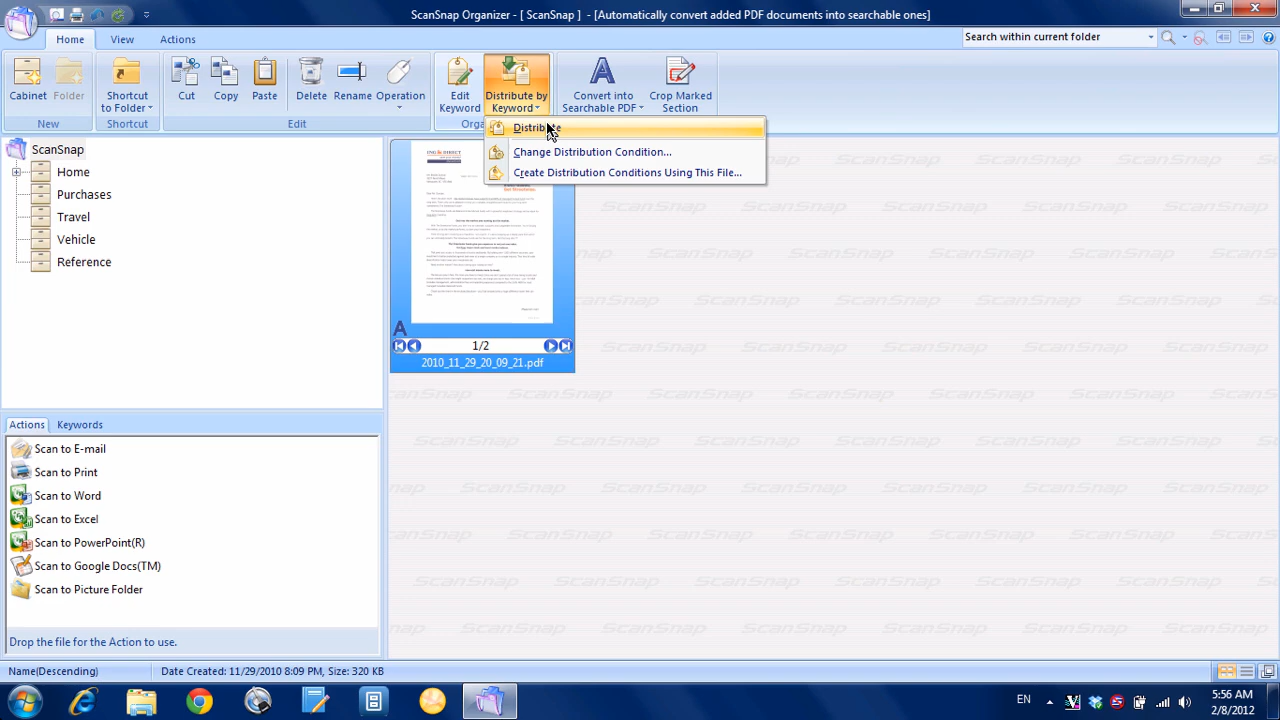 ScanSnap Organizer - [ ScanSnap ] - [Automatically convert added PDF documents into searchable ones]
Home View Actions
Search within current folder
Cabinet Folder Shortcut to Folder Cut Copy Paste Delete Rename Operation Edit Keyword Distribute by Keyword Convert into Searchable PDF Crop Marked Section
New Shortcut Edit
Distribute
Change Distribution Condition...
Create Distribution Conditions Using the File...
ScanSnap
Finance
Business
Travel
Reference
ING DIRECT
1/2
2010_11_29_20_09_21.pdf
Actions Keywords
Scan to E-mail
Scan to Print
Scan to Word
Scan to Excel
Scan to PowerPoint(R)
Scan to Google Docs(TM)
Scan to Picture Folder
Drop the file for the Action to use.
Name(Descending) Date Created: 11/29/2010 8:09 PM, Size: 320 KB
EN 5:56 AM
2/8/2012